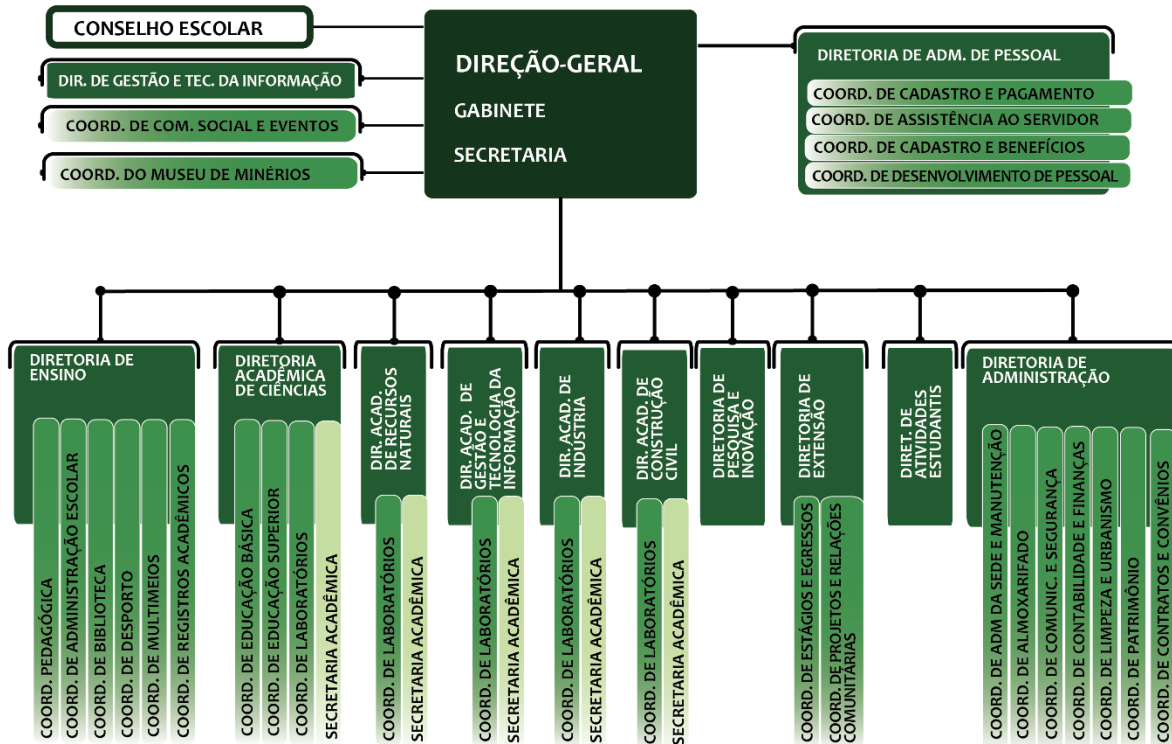 CONSELHO ESCOLAR
DIR. DE GESTÃO E TEC. DA INFORMAÇÃO
COORD. DE COM. SOCIAL E EVENTOS
COORD. DO MUSEU DE MINÉRIOS
DIREÇÃO-GERAL
GABINETE
SECRETARIA
DIRETORIA DE ADM. DE PESSOAL
COORD. DE CADASTRO E PAGAMENTO
COORD. DE ASSISTÊNCIA AO SERVIDOR
COORD. DE CADASTRO E BENEFÍCIOS
COORD. DE DESENVOLVIMENTO DE PESSOAL
DIRETORIA DE
ENSINO
COORD. PEDAGÓGICA
COORD. DE ADMINISTRAÇÃO ESCOLAR
COORD. DE BIBLIOTECA
COORD. DE DESPORTO
COORD. DE MULTIMEIOS
COORD. DE REGISTROS ACADÊMICOS
DIRETORIA
ACADÊMICA
DE CIÊNCIAS
COORD. DE EDUCAÇÃO BÁSICA
COORD. DE EDUCAÇÃO SUPERIOR
COORD. DE LABORATÓRIOS
SECRETARIA ACADÊMICA
DIR. ACAD.
DE RECURSOS
NATURAIS
COORD. DE LABORATÓRIOS
SECRETARIA ACADÊMICA
DIR. ACAD. DE
GESTÃO E
TECNOLOGIA DA
INFORMAÇÃO
COORD. DE LABORATÓRIOS
SECRETARIA ACADÊMICA
DIR. ACAD. DE
INDÚSTRIA
COORD. DE LABORATÓRIOS
SECRETARIA ACADÊMICA
DIR. ACAD. DE
CONSTRUÇÃO
CIVIL
COORD. DE LABORATÓRIOS
SECRETARIA ACADÊMICA
DIRETORIA DE
PESQUISA E
INOVAÇÃO
DIRETORIA DE
EXTENSÃO
COORD. DE ESTÁGIOS E EGRESSOS
COORD. DE PROJETOS E RELAÇÕES
COMUNITÁRIAS
DIRET. DE
ATIVIDADES
ESTUDANTIS
DIRETORIA DE
ADMINISTRAÇÃO
COORD. DE ADM DA SEDE E MANUTENÇÃO
COORD. DE ALMOXARIFADO
COORD. DE COMUNIC. E SEGURANÇA
COORD. DE CONTABILIDADE E FINANÇAS
COORD. DE LIMPEZA E URBANISMO
COORD. DE PATRIMÔNIO
COORD. DE CONTRATOS E CONVÊNIOS